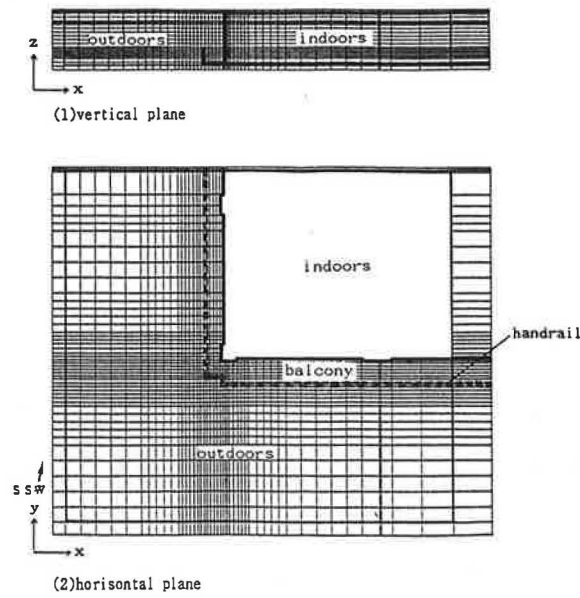 outdoors indoors
z
x
(1)vertical plane
indoors
handrail
balcony
outdoors
SSW
y
x
(2)horisontal plane